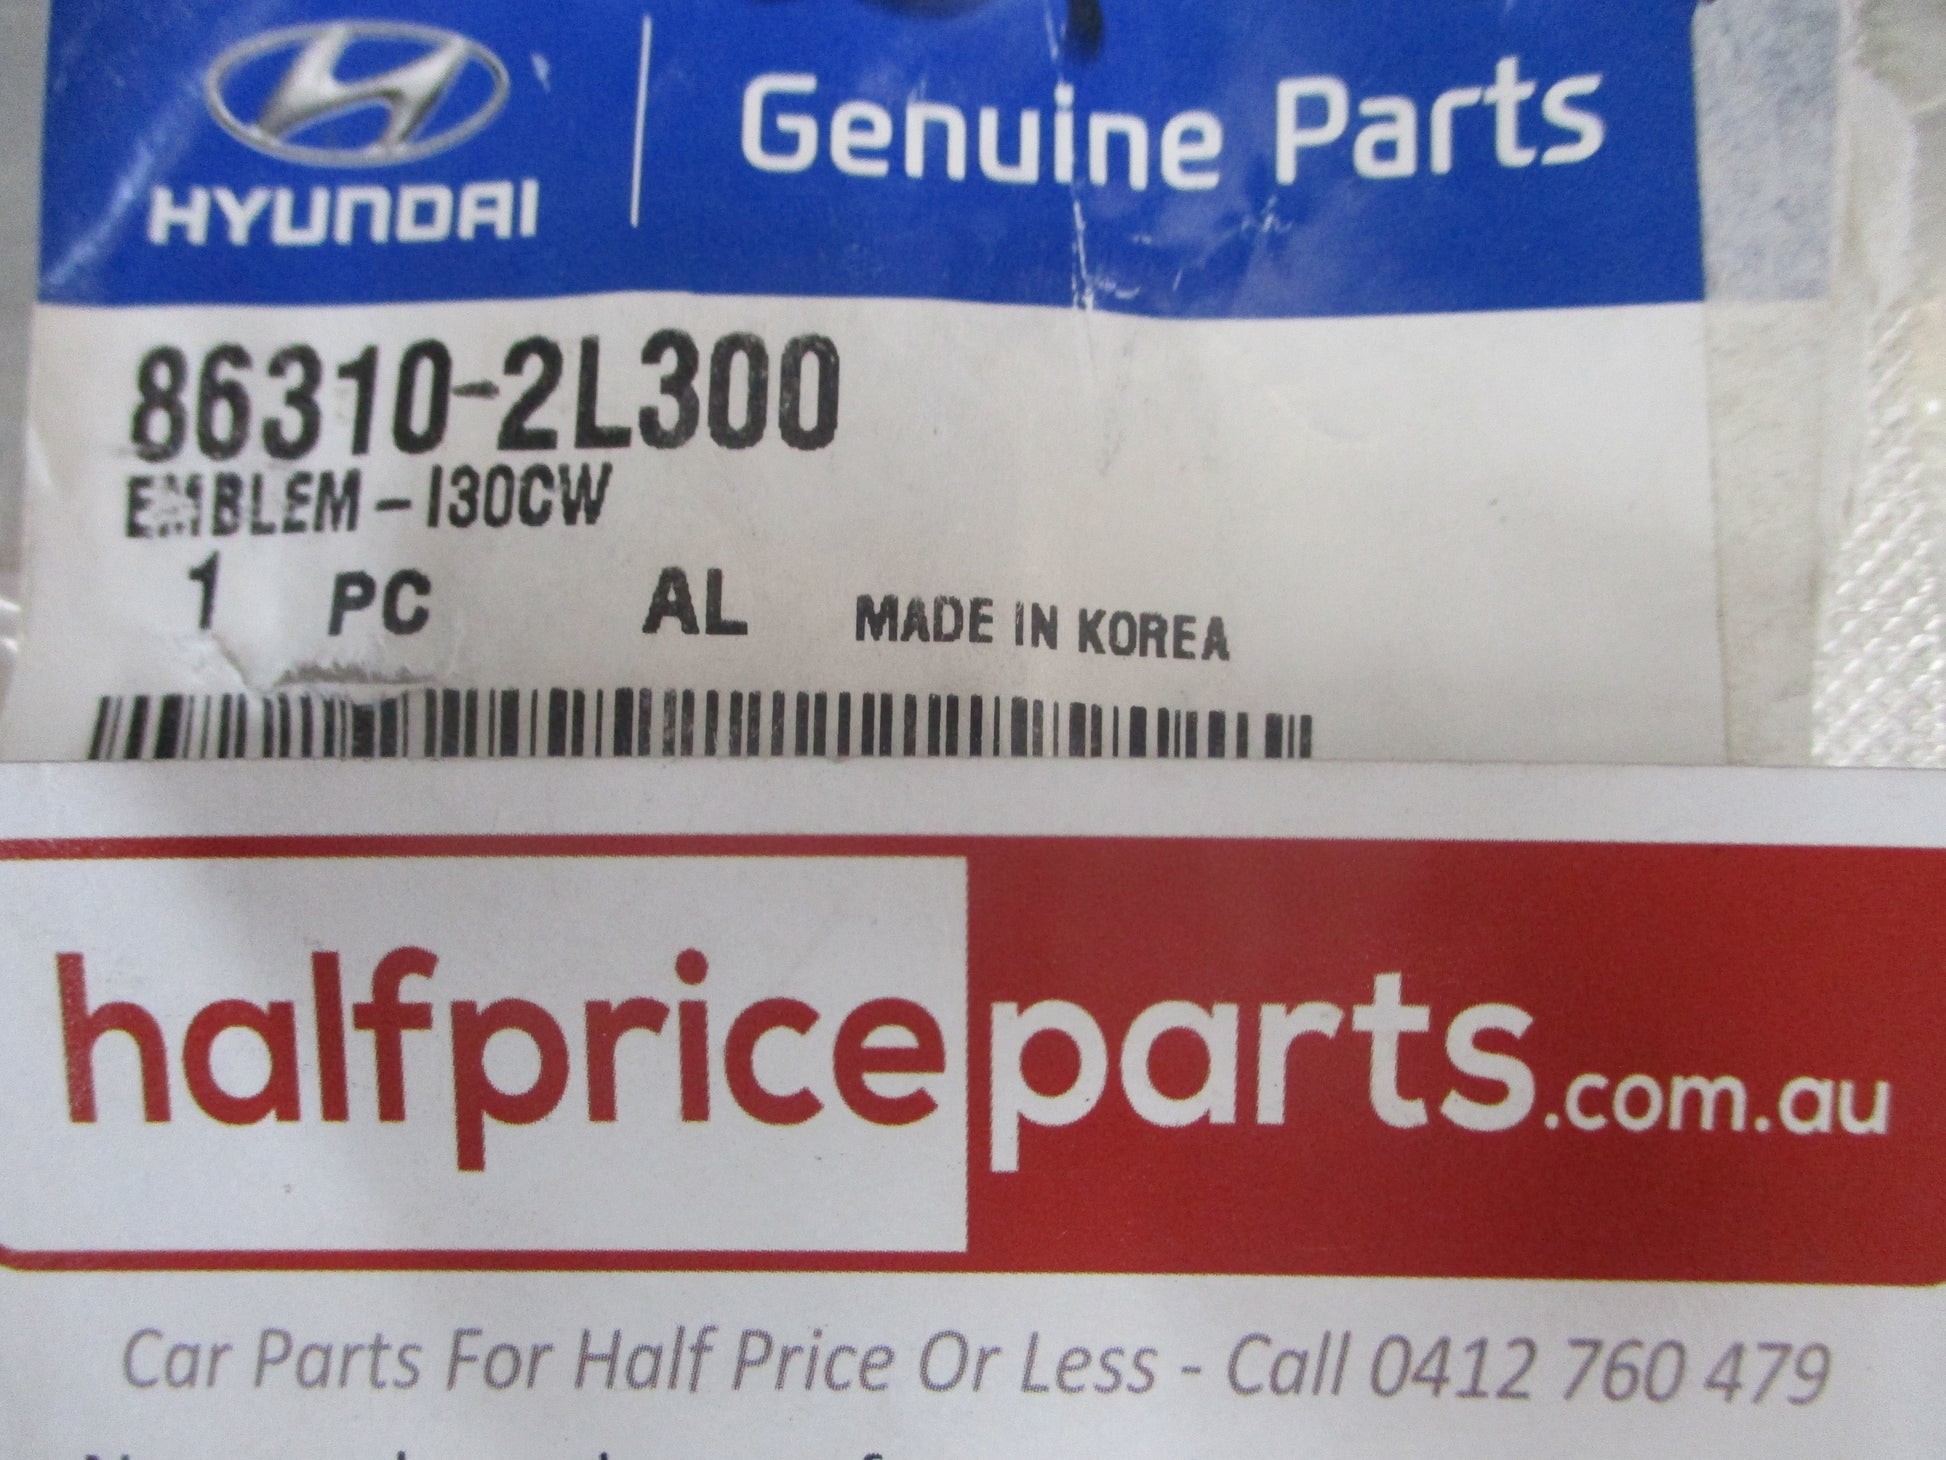 HYUNDAI
Genuine Parts
86310-2L300
EMBLEM-I30CW
1 PC AL MADE IN KOREA
halfpriceparts.com.au
Car Parts For Half Price Or Less - Call 0412 760 479